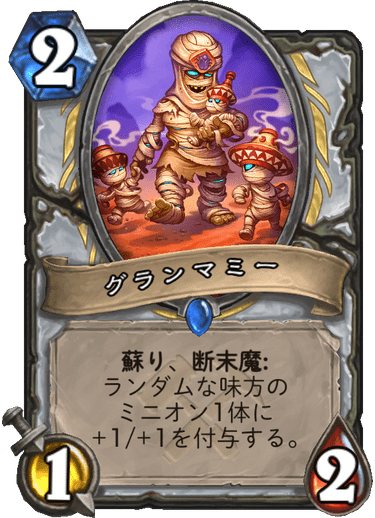 2
グランマミー
蘇り、断末魔:
ランダムな味方の
ミニオン1体に
+1/+1を付与する。
1
2